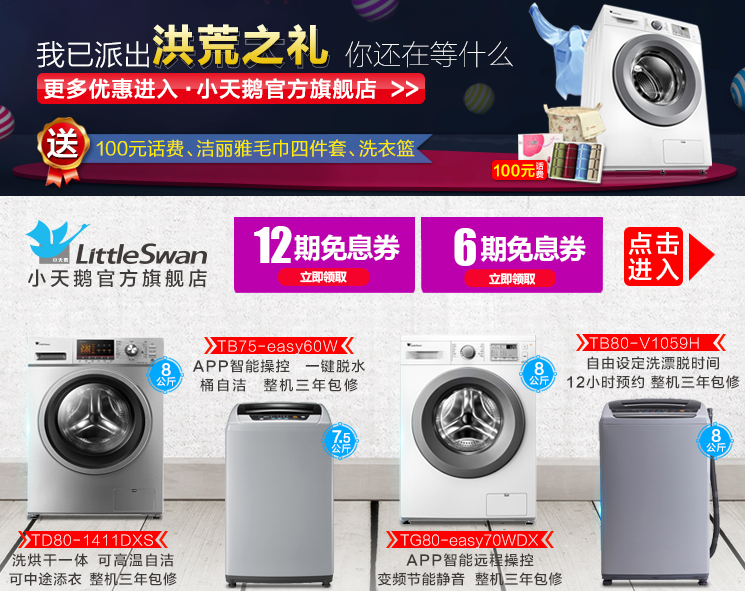 我已派出洪荒之礼 你还在等什么
更多优惠进入·小天鹅官方旗舰店 >>
送 100元话费、洁丽雅毛巾四件套、洗衣篮
100元话费
LittleSwan
小天鹅官方旗舰店
12期免息券
立即领取
6期免息券
立即领取
点击
进入
8
公斤
TD80-1411DXS
洗烘干一体 可高温自洁
可中途添衣 整机三年包修
TB75-easy60W
APP智能操控 一键脱水
桶自洁 整机三年包修
7.5
公斤
8
公斤
TG80-easy70WDX
APP智能远程操控
变频节能静音 整机三年包修
TB80-V1059H
自由设定洗漂脱时间
12小时预约 整机三年包修
8
公斤